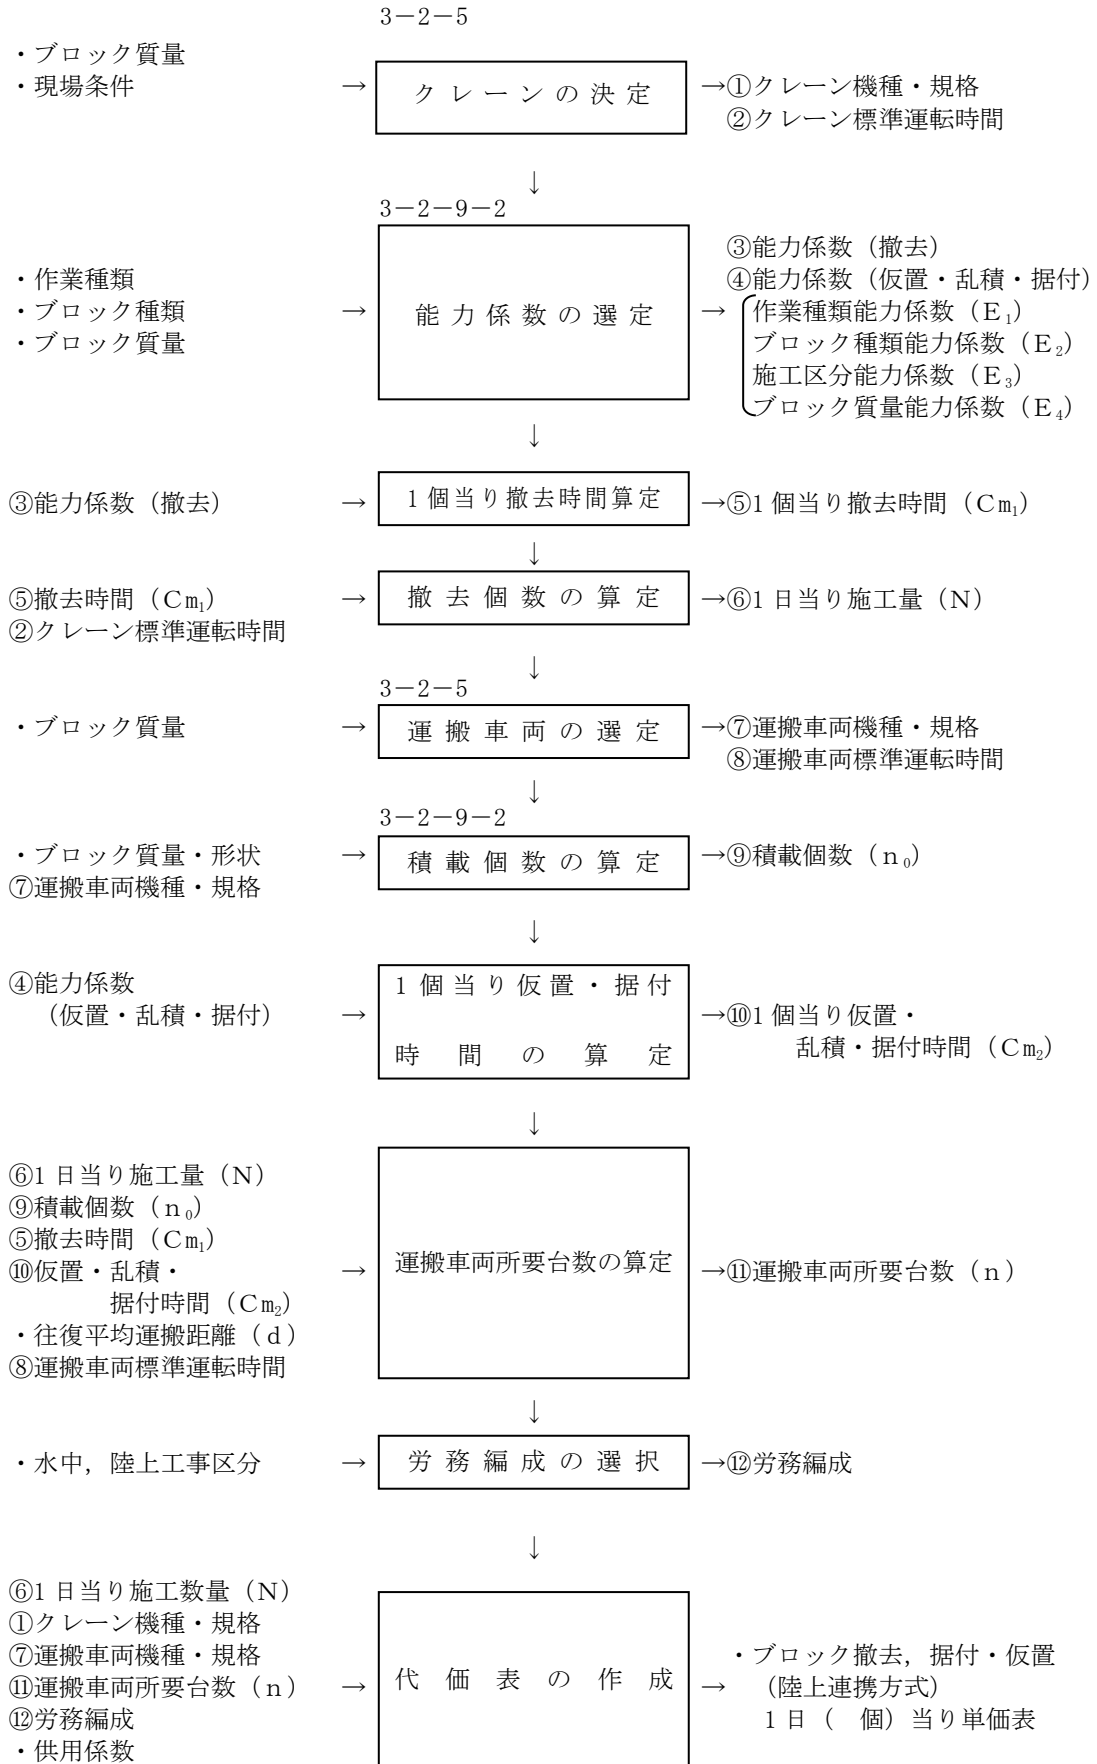 3－2－5
・ブロック質量
・現場条件 → クレーンの決定 →①クレーン機種・規格
②クレーン標準運転時間
↓
3－2－9－2
③能力係数（撤去）
・作業種類 ④能力係数（仮置・乱積・据付）
・ブロック種類 → 能力係数の選定 → 作業種類能力係数（E₁）
・ブロック質量 ブロック種類能力係数（E₂）
施工区分能力係数（E₃）
ブロック質量能力係数（E₄）
↓
③能力係数（撤去） → 1個当り撤去時間算定 →⑤1個当り撤去時間（Cm₁）
↓
⑤撤去時間（Cm₁） → 撤去個数の算定 →⑥1日当り施工量（N）
②クレーン標準運転時間
↓
3－2－5
・ブロック質量 → 運搬車両の選定 →⑦運搬車両機種・規格
⑧運搬車両標準運転時間
↓
3－2－9－2
・ブロック質量・形状 → 積載個数の算定 →⑨積載個数（n₀）
⑦運搬車両機種・規格
↓
④能力係数 1個当り仮置・据付
（仮置・乱積・据付） → →⑩1個当り仮置・
時間の算定 乱積・据付時間（Cm₂）
↓
⑥1日当り施工量（N）
⑨積載個数（n₀）
⑤撤去時間（Cm₁）
⑩仮置・乱積・ → 運搬車両所要台数の算定 →⑪運搬車両所要台数（n）
据付時間（Cm₂）
・往復平均運搬距離（d）
⑧運搬車両標準運転時間
↓
・水中，陸上工事区分 → 労務編成の選択 →⑫労務編成
↓
⑥1日当り施工数量（N）
①クレーン機種・規格
⑦運搬車両機種・規格 ・ブロック撤去，据付・仮置
⑪運搬車両所要台数（n） → 代価表の作成 → （陸上連携方式）
⑫労務編成 1日（　個）当り単価表
・供用係数